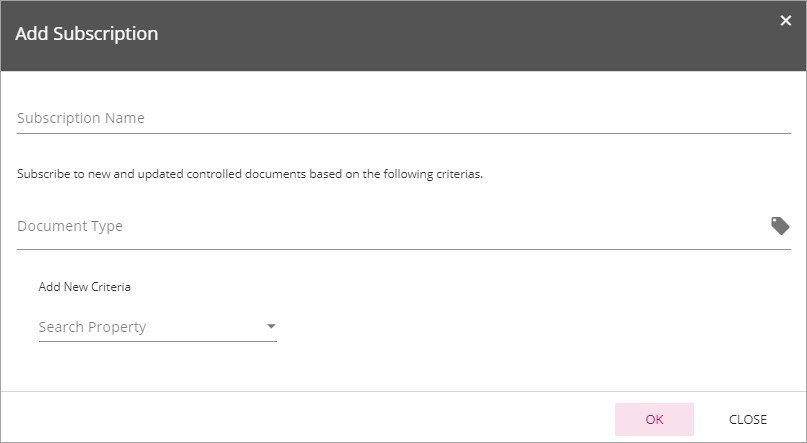 Add Subscription
Subscription Name
Subscribe to new and updated controlled documents based on the following criterias.
Document Type
Add New Criteria
Search Property
OK CLOSE